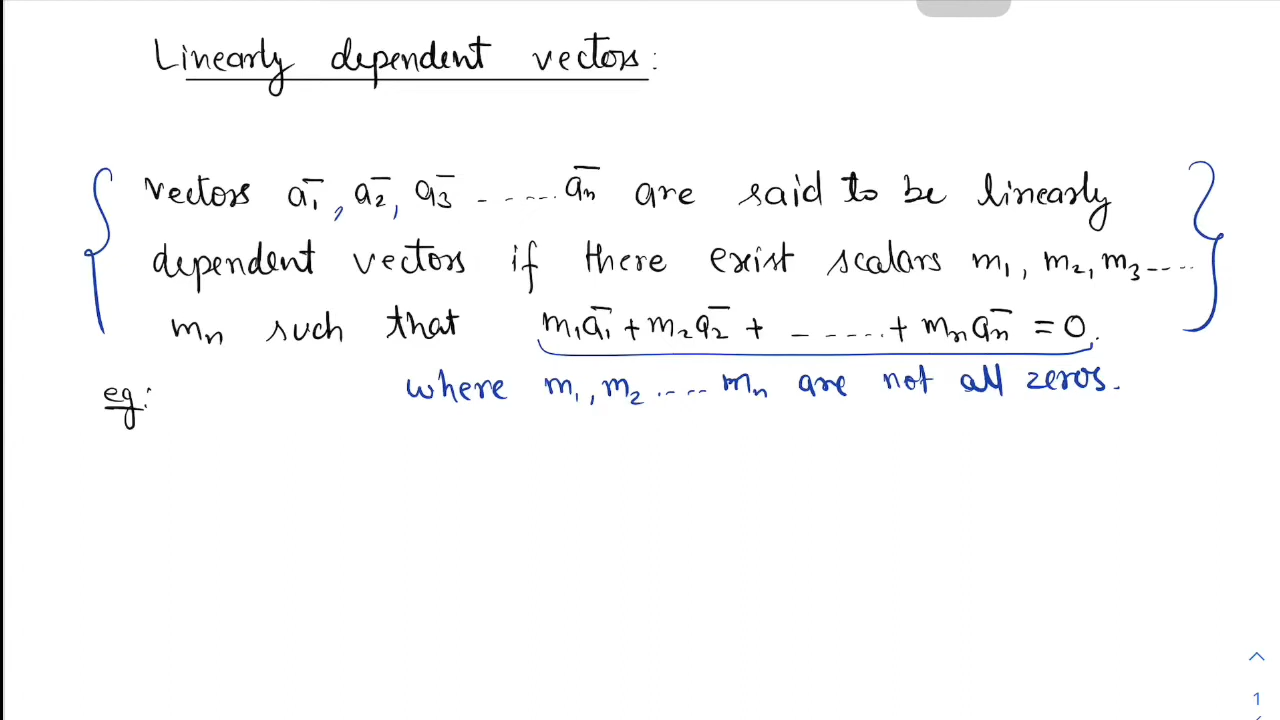 Linearly dependent vectors:
vectors a̅₁, a̅₂, a̅₃ ------ a̅ₙ are said to be linearly
dependent vectors if there exist scalars m₁, m₂, m₃ -----
mₙ such that m₁a̅₁ + m₂a̅₂ + ------ + mₙa̅ₙ = 0.
where m₁, m₂ ----- mₙ are not all zeros.
eg:
1